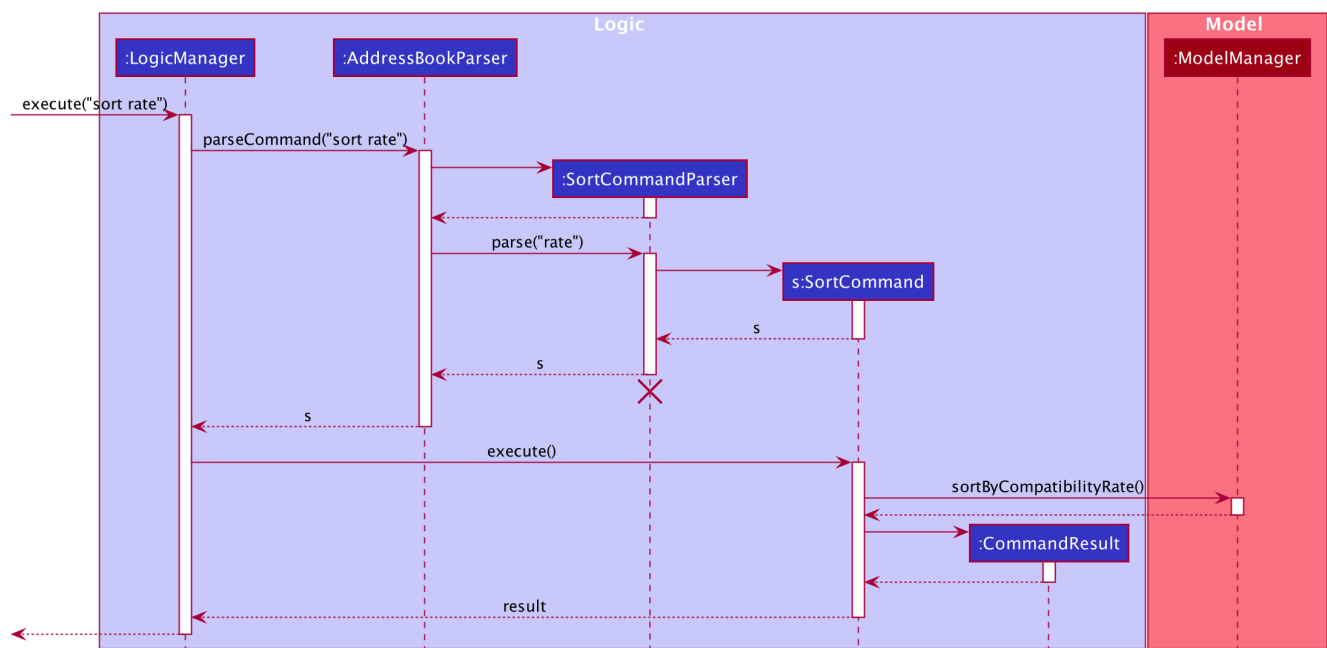 Logic
Model
:LogicManager
:AddressBookParser
:ModelManager
execute("sort rate")
parseCommand("sort rate")
:SortCommandParser
parse("rate")
s:SortCommand
s
s
s
execute()
sortByCompatibilityRate()
:CommandResult
result